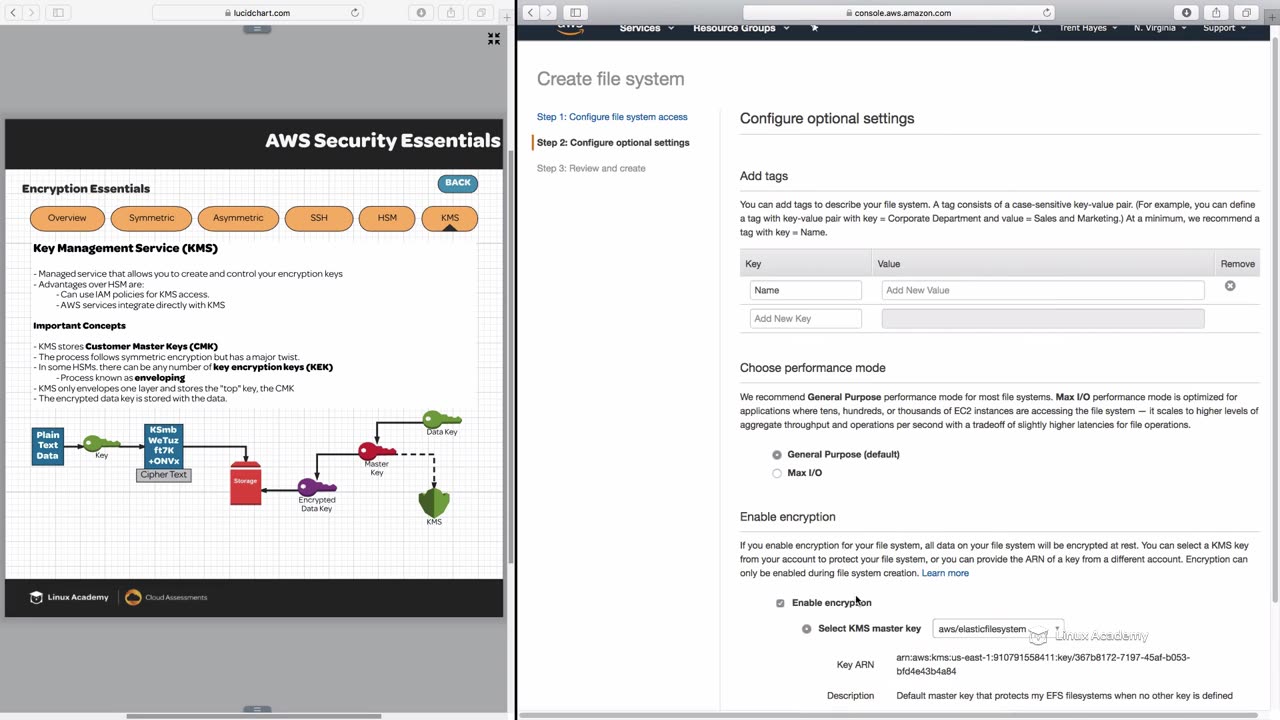 lucidchart.com
console.aws.amazon.com
AWS Security Essentials
Encryption Essentials
BACK
Overview
Symmetric
Asymmetric
SSH
HSM
KMS
Key Management Service (KMS)
- Managed service that allows you to create and control your encryption keys
- Advantages over HSM are:
- Can use IAM policies for KMS access.
- AWS services integrate directly with KMS
Important Concepts
- KMS stores Customer Master Keys (CMK)
- The process follows symmetric encryption but has a major twist.
- In some HSMs. there can be any number of key encryption keys (KEK)
- Process known as enveloping
- KMS only envelopes one layer and stores the "top" key, the CMK
- The encrypted data key is stored with the data.
Plain
Text
Data
Key
KSmb
WeTuz
ft7K
+ONVx
Cipher Text
Storage
Encrypted
Data Key
Master
Key
Data Key
KMS
Linux Academy
Cloud Assessments
aws
Services
Resource Groups
Trent Hayes
N. Virginia
Support
Create file system
Step 1: Configure file system access
Step 2: Configure optional settings
Step 3: Review and create
Configure optional settings
Add tags
You can add tags to describe your file system. A tag consists of a case-sensitive key-value pair. (For example, you can define
a tag with key-value pair with key = Corporate Department and value = Sales and Marketing.) At a minimum, we recommend a
tag with key = Name.
Key
Value
Remove
Name
Add New Value
Add New Key
Choose performance mode
We recommend General Purpose performance mode for most file systems. Max I/O performance mode is optimized for
applications where tens, hundreds, or thousands of EC2 instances are accessing the file system — it scales to higher levels of
aggregate throughput and operations per second with a tradeoff of slightly higher latencies for file operations.
General Purpose (default)
Max I/O
Enable encryption
If you enable encryption for your file system, all data on your file system will be encrypted at rest. You can select a KMS key
from your account to protect your file system, or you can provide the ARN of a key from a different account. Encryption can
only be enabled during file system creation. Learn more
Enable encryption
Select KMS master key
aws/elasticfilesystem
Linux Academy
Key ARN
arn:aws:kms:us-east-1:910791558411:key/367b8172-7197-45af-b053-
bfd4e43b4a84
Description
Default master key that protects my EFS filesystems when no other key is defined